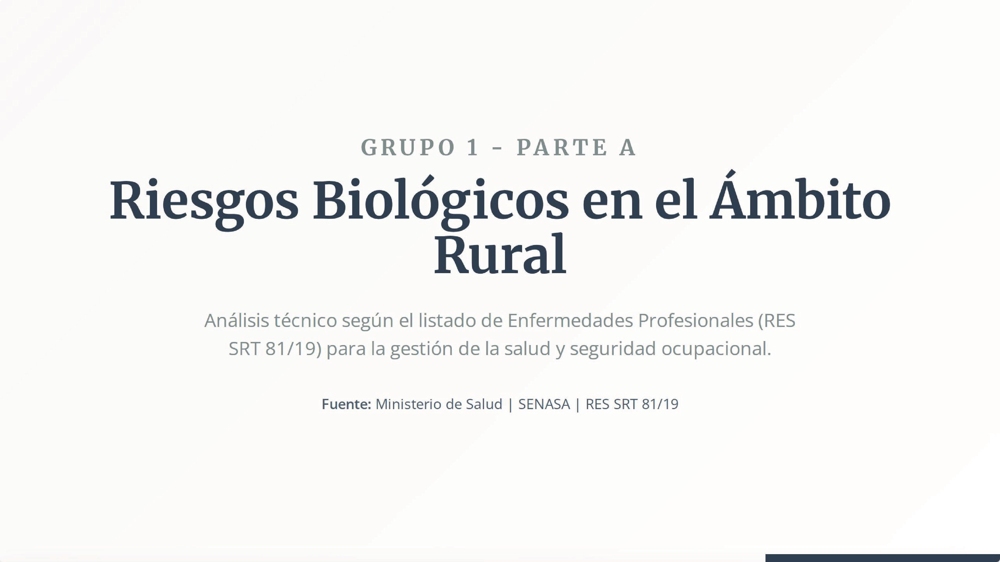 GRUPO 1 - PARTE A
Riesgos Biológicos en el Ámbito
Rural
Análisis técnico según el listado de Enfermedades Profesionales (RES
SRT 81/19) para la gestión de la salud y seguridad ocupacional.
Fuente: Ministerio de Salud | SENASA | RES SRT 81/19